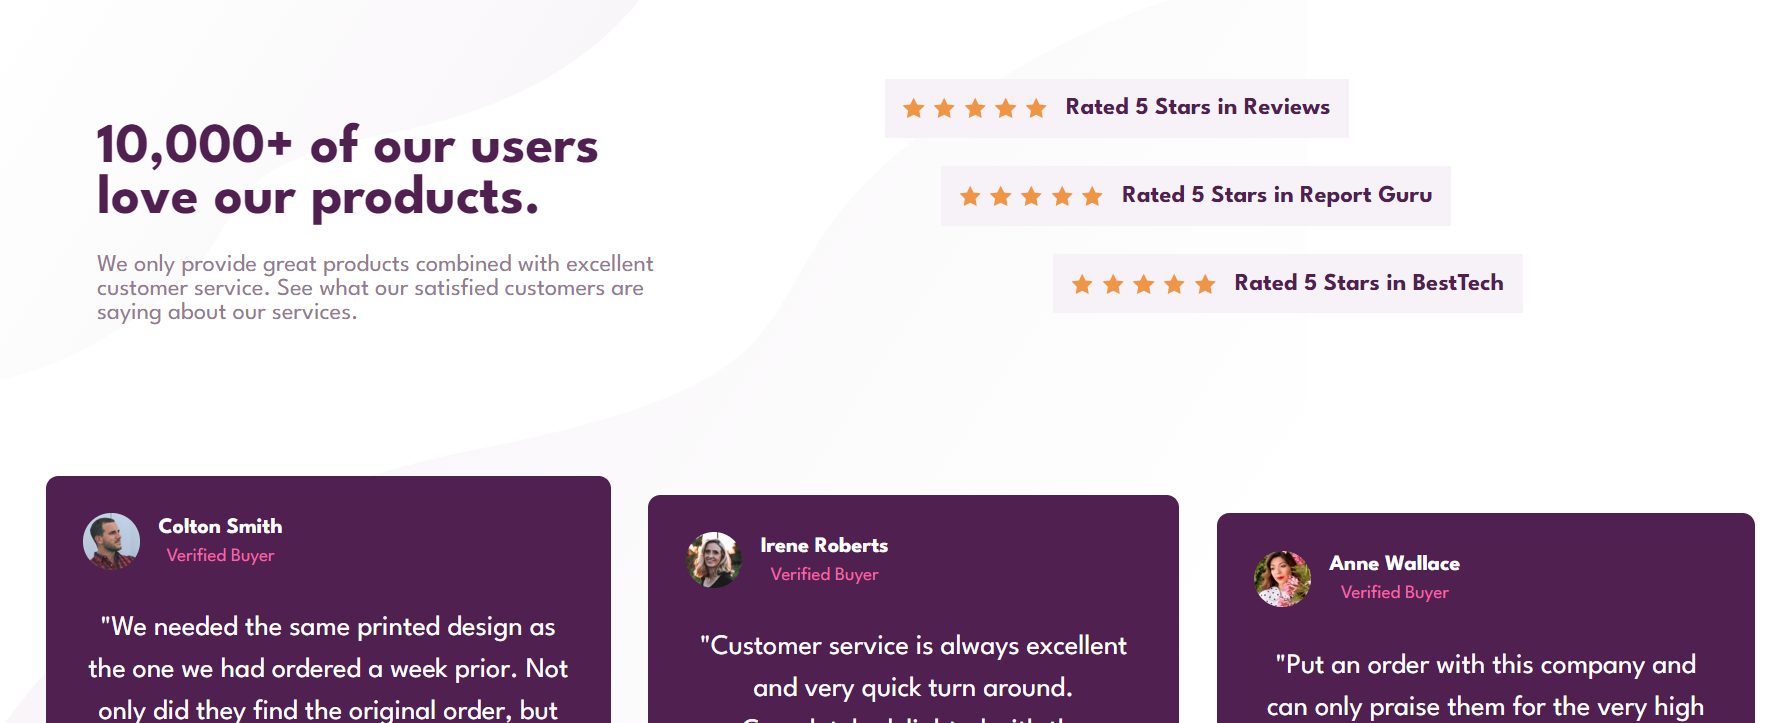 10,000+ of our users
love our products.
We only provide great products combined with excellent
customer service. See what our satisfied customers are
saying about our services.
Rated 5 Stars in Reviews
Rated 5 Stars in Report Guru
Rated 5 Stars in BestTech
Colton Smith
Verified Buyer
"We needed the same printed design as
the one we had ordered a week prior. Not
only did they find the original order, but
Irene Roberts
Verified Buyer
"Customer service is always excellent
and very quick turn around.
Anne Wallace
Verified Buyer
"Put an order with this company and
can only praise them for the very high